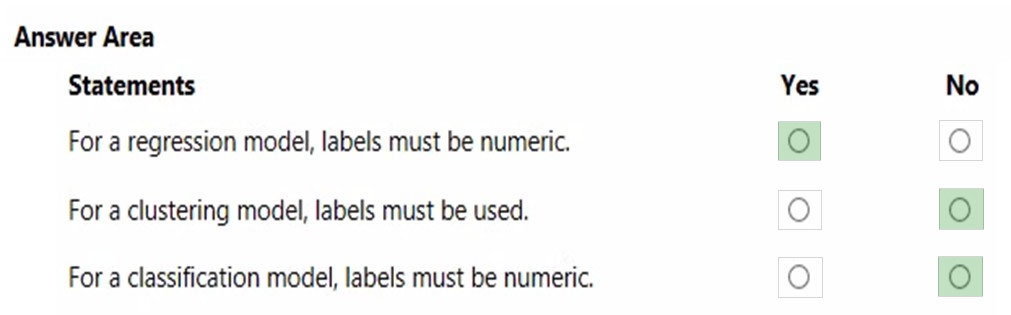 Answer Area
Statements Yes No
For a regression model, labels must be numeric.
For a clustering model, labels must be used.
For a classification model, labels must be numeric.